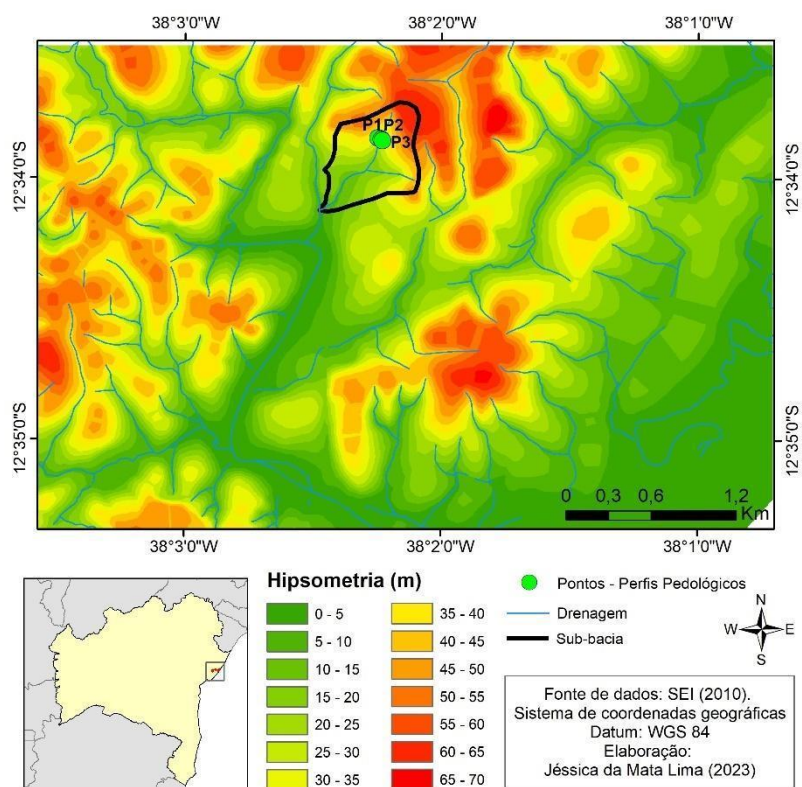 38°3'0"W 38°2'0"W 38°1'0"W
12°34'0"S 12°34'0"S
P1 P2
P3
12°35'0"S 12°35'0"S
0 0,3 0,6 1,2
Km
38°3'0"W 38°2'0"W 38°1'0"W
Hipsometria (m)
0 - 5
5 - 10
10 - 15
15 - 20
20 - 25
25 - 30
30 - 35
35 - 40
40 - 45
45 - 50
50 - 55
55 - 60
60 - 65
65 - 70
Pontos - Perfis Pedológicos
Drenagem
Sub-bacia
N
W E
S
Fonte de dados: SEI (2010).
Sistema de coordenadas geográficas
Datum: WGS 84
Elaboração:
Jéssica da Mata Lima (2023)